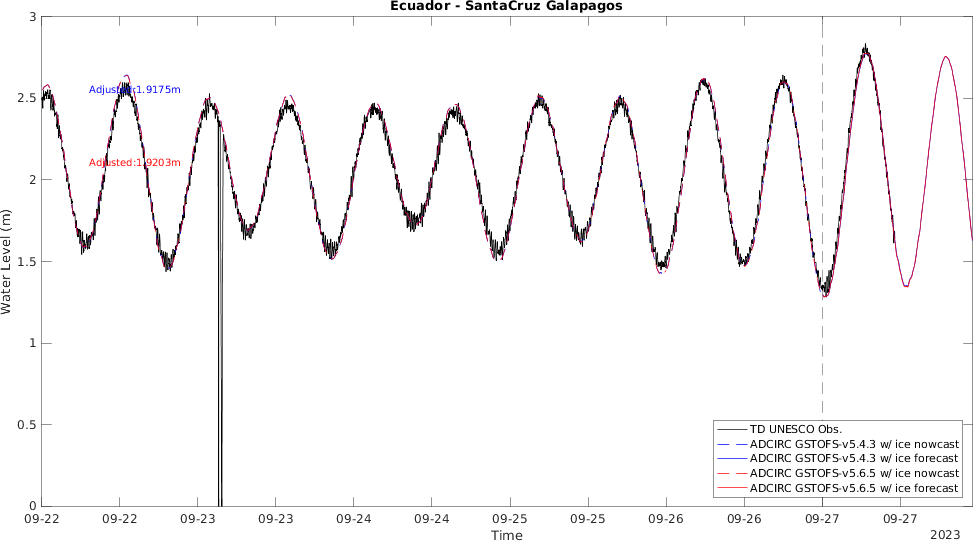 Ecuador - SantaCruz Galapagos
3
2.5
2
1.5
1
0.5
0
Water Level (m)
Adjusted:1.9175m
Adjusted:1.9203m
TD UNESCO Obs.
ADCIRC GSTOFS-v5.4.3 w/ ice nowcast
ADCIRC GSTOFS-v5.4.3 w/ ice forecast
ADCIRC GSTOFS-v5.6.5 w/ ice nowcast
ADCIRC GSTOFS-v5.6.5 w/ ice forecast
09-22 09-22 09-23 09-23 09-24 09-24 09-25 09-25 09-26 09-26 09-27 09-27
Time
2023